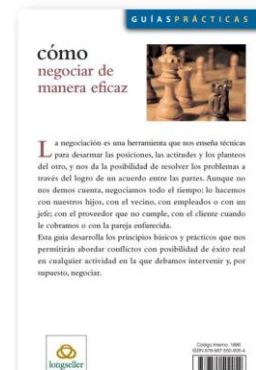 GUÍASPRÁCTICAS
cómo
negociar de
manera eficaz
La negociación es una herramienta que nos enseña técnicas
para desarmar las posiciones, las actitudes y los planteos
del otro, y nos da la posibilidad de resolver los problemas a
través del logro de un acuerdo entre las partes. Aunque no
nos demos cuenta, negociamos todo el tiempo: lo hacemos
con nuestros hijos, con el vecino, con empleados o con un
jefe; con el proveedor que no cumple, con el cliente cuando
le cobramos o con la pareja enfurecida.
Esta guía desarrolla los principios básicos y prácticos que nos
permitirán abordar conflictos con posibilidad de éxito real
en cualquier actividad en la que debamos intervenir y, por
supuesto, negociar.
longseller
Código Interno:
ISBN